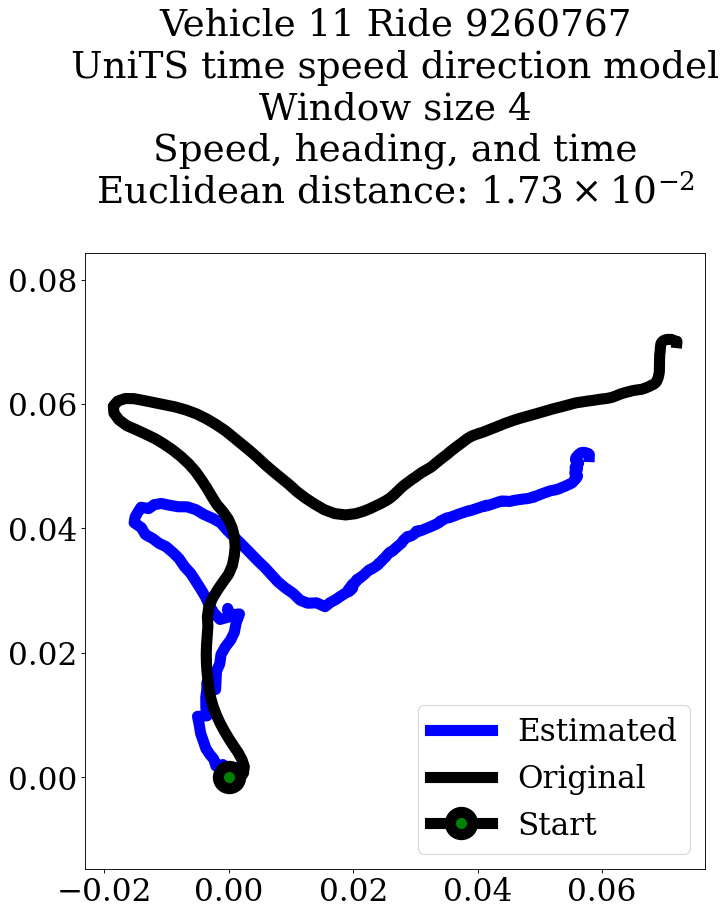 Vehicle 11 Ride 9260767
UniTS time speed direction model
Window size 4
Speed, heading, and time
Euclidean distance: 1.73 × 10⁻²
0.08
0.06
0.04
0.02
0.00
Estimated
Original
Start
−0.02 0.00 0.02 0.04 0.06